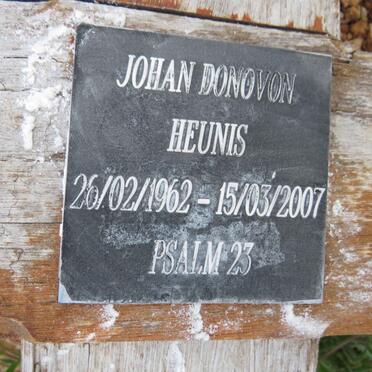 JOHAN DONOVON
HEUNIS
26/02/1962 - 15/03/2007
PSALM 23